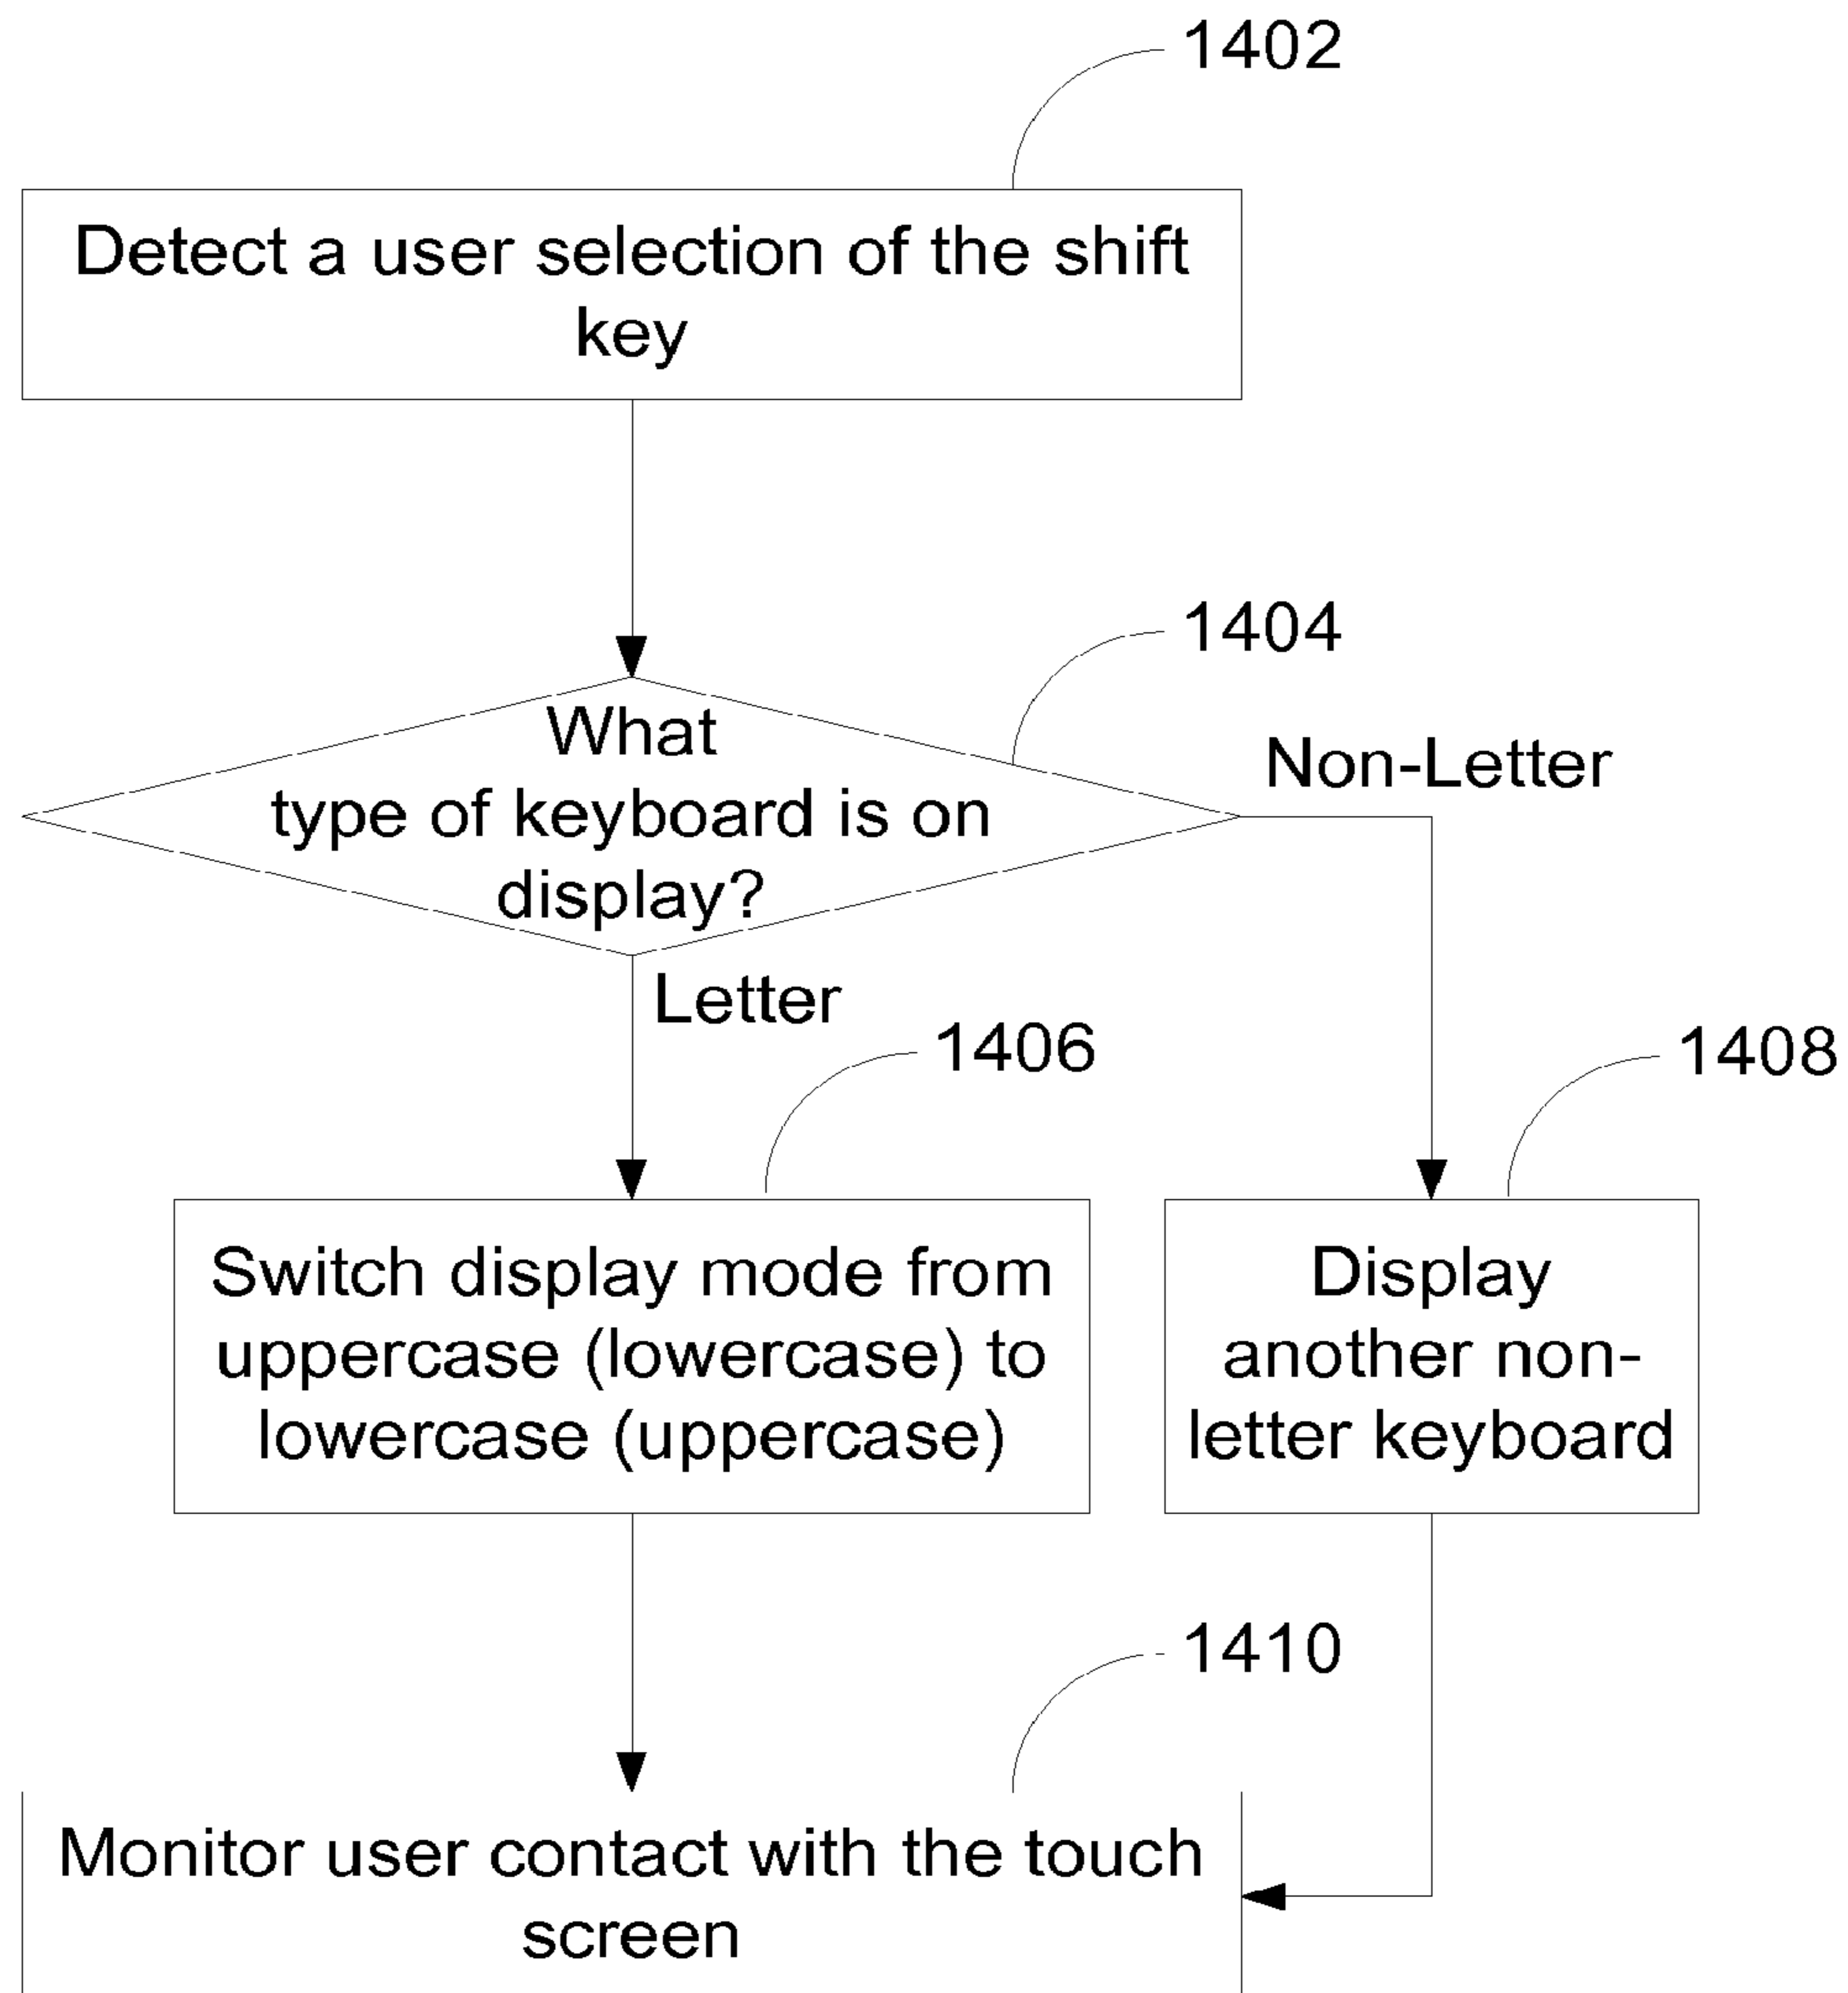 1402
Detect a user selection of the shift
key
1404
What
type of keyboard is on
display?
Non-Letter
Letter
1406
1408
Switch display mode from
uppercase (lowercase) to
lowercase (uppercase)
Display
another non-
letter keyboard
1410
Monitor user contact with the touch
screen